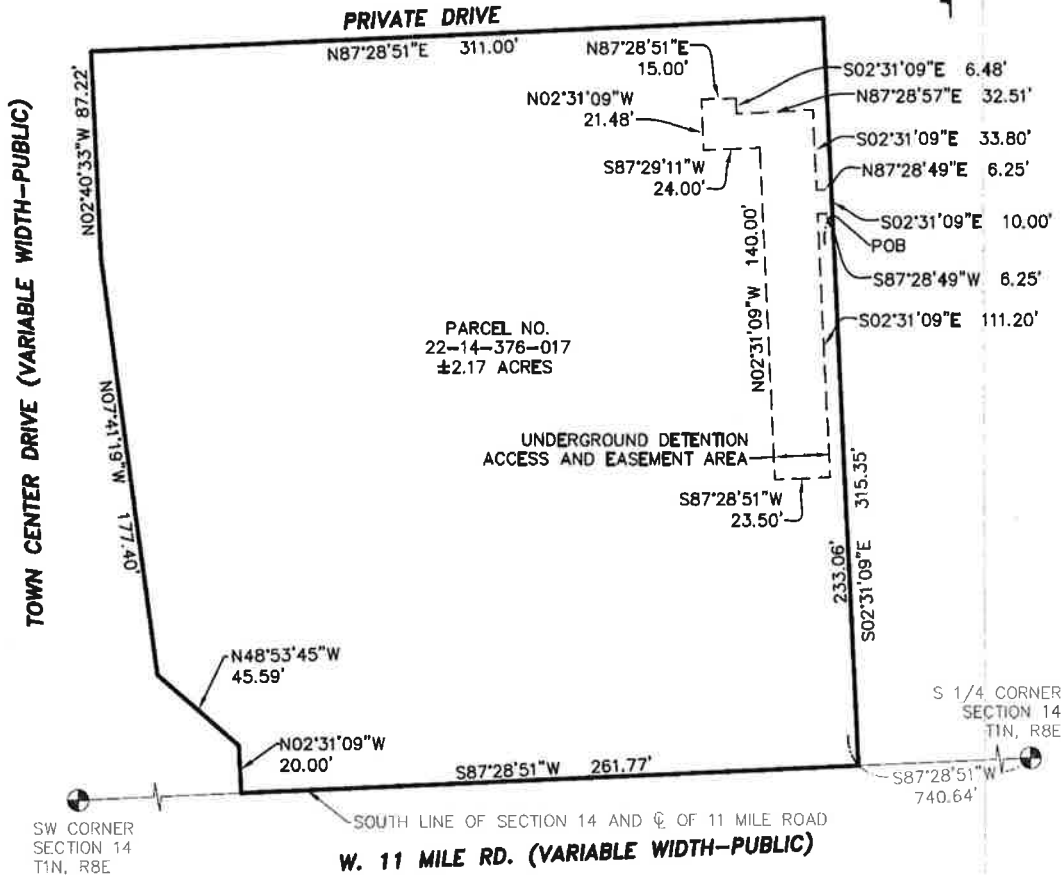 PRIVATE DRIVE
N87°28'51"E 311.00'
N87°28'51"E
15.00'
S02°31'09"E 6.48'
N87°28'57"E 32.51'
N02°31'09"W
21.48'
S02°31'09"E 33.80'
S87°29'11"W
24.00'
N87°28'49"E 6.25'
S02°31'09"E 10.00'
POB
S87°28'49"W 6.25'
S02°31'09"E 111.20'
N02°40'33"W 87.22'
TOWN CENTER DRIVE (VARIABLE WIDTH-PUBLIC)
N02°31'09"W 140.00'
PARCEL NO.
22-14-376-017
±2.17 ACRES
N07°41'19"W 177.40'
UNDERGROUND DETENTION
ACCESS AND EASEMENT AREA
S87°28'51"W
23.50'
S02°31'09"E 315.35'
233.06'
N48°53'45"W
45.59'
N02°31'09"W
20.00'
S87°28'51"W 261.77'
S 1/4 CORNER
SECTION 14
T1N, R8E
S87°28'51"W
740.64'
SW CORNER
SECTION 14
T1N, R8E
SOUTH LINE OF SECTION 14 AND ℄ OF 11 MILE ROAD
W. 11 MILE RD. (VARIABLE WIDTH-PUBLIC)